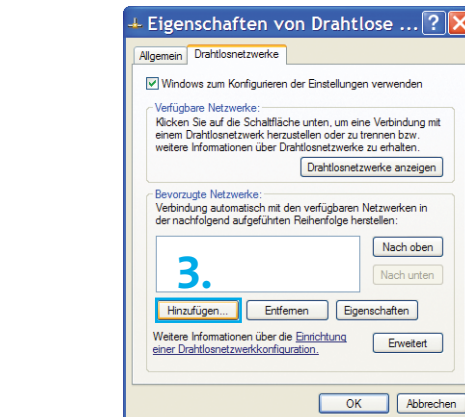 Eigenschaften von Drahtlose ...
Allgemein Drahtlosnetzwerke
Windows zum Konfigurieren der Einstellungen verwenden
Verfügbare Netzwerke:
Klicken Sie auf die Schaltfläche unten, um eine Verbindung mit
einem Drahtlosnetzwerk herzustellen oder zu trennen bzw.
weitere Informationen über Drahtlosnetzwerke zu erhalten.
Drahtlosnetzwerke anzeigen
Bevorzugte Netzwerke:
Verbindung automatisch mit den verfügbaren Netzwerken in
der nachfolgend aufgeführten Reihenfolge herstellen:
Nach oben
3.
Nach unten
Hinzufügen... Entfernen Eigenschaften
Weitere Informationen über die Einrichtung
einer Drahtlosnetzwerkkonfiguration.
Erweitert
OK Abbrechen